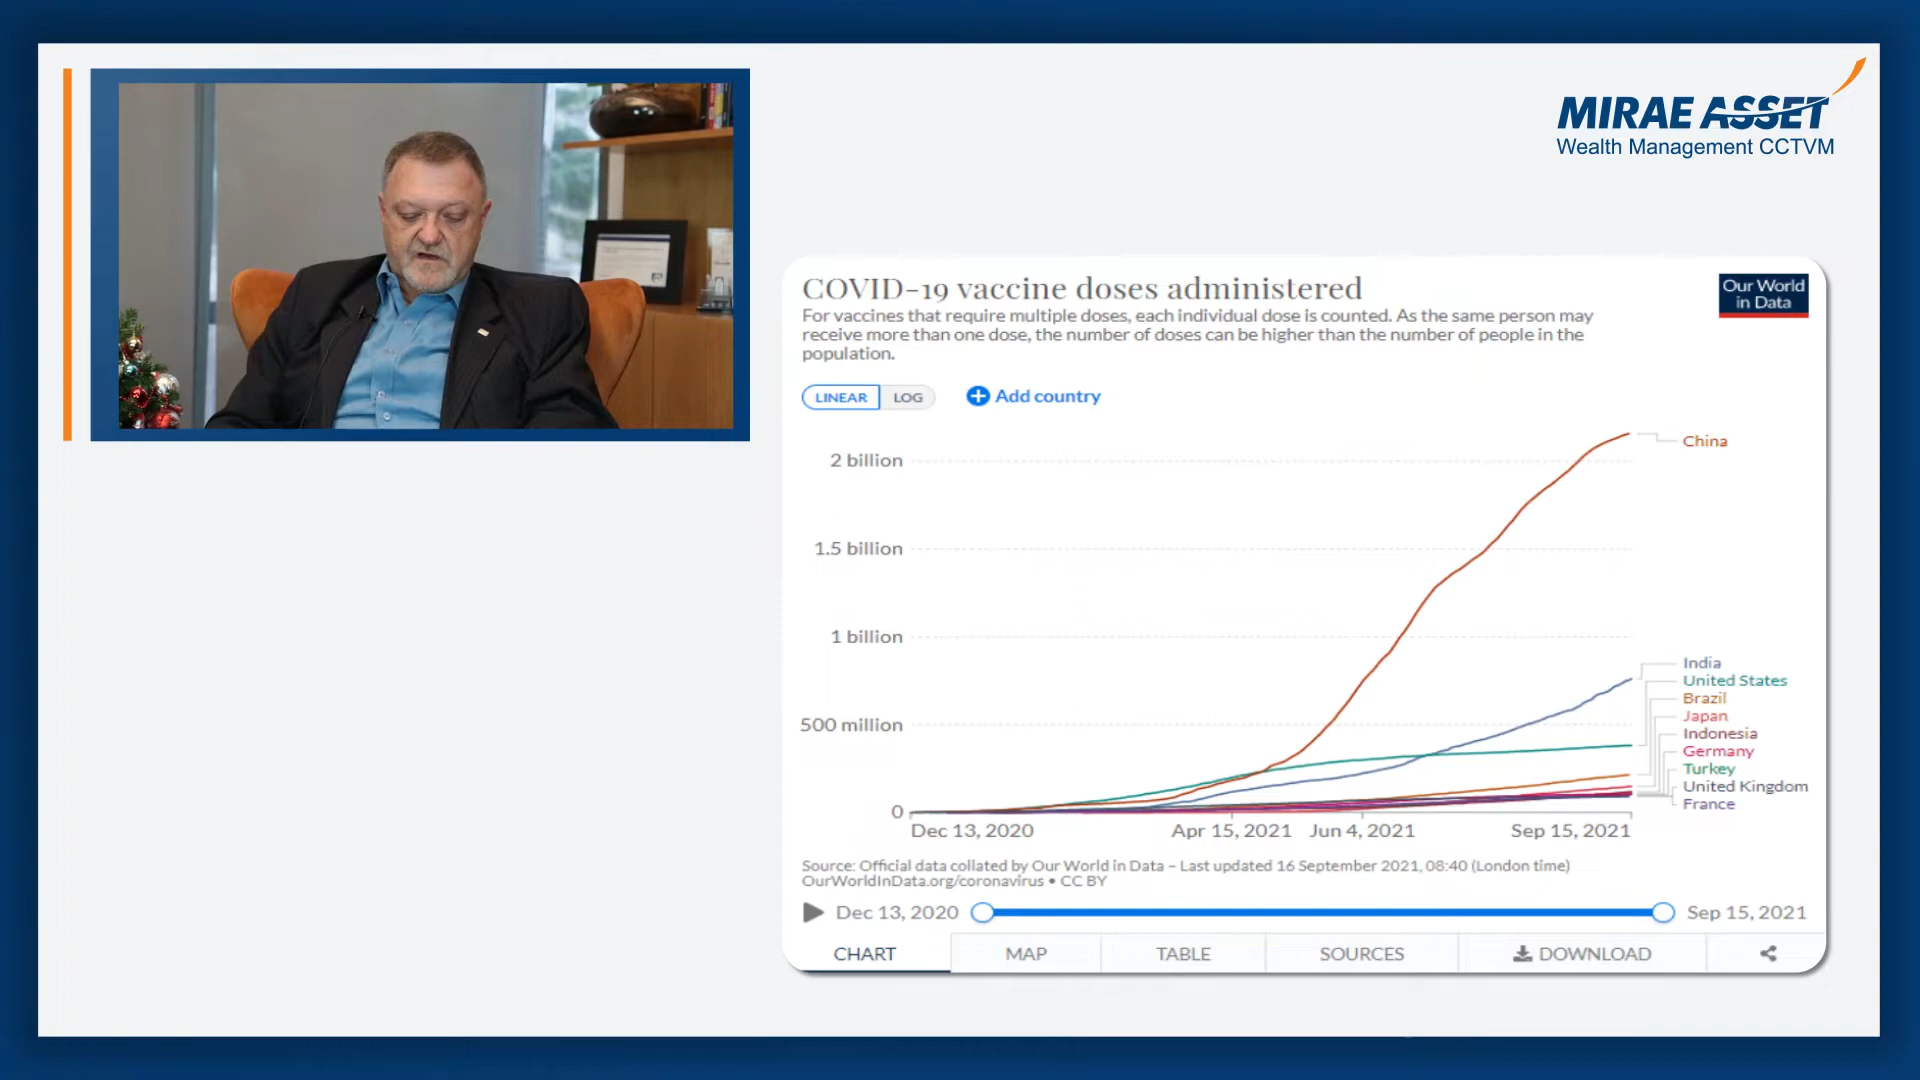 MIRAE ASSET
Wealth Management CCTVM
COVID-19 vaccine doses administered
Our World
in Data
For vaccines that require multiple doses, each individual dose is counted. As the same person may
receive more than one dose, the number of doses can be higher than the number of people in the
population.
LINEAR
LOG
Add country
2 billion
1.5 billion
1 billion
500 million
0
China
India
United States
Brazil
Japan
Indonesia
Germany
Turkey
United Kingdom
France
Dec 13, 2020
Apr 15, 2021
Jun 4, 2021
Sep 15, 2021
Source: Official data collated by Our World in Data – Last updated 16 September 2021, 08:40 (London time)
OurWorldInData.org/coronavirus • CC BY
Dec 13, 2020
Sep 15, 2021
CHART
MAP
TABLE
SOURCES
DOWNLOAD